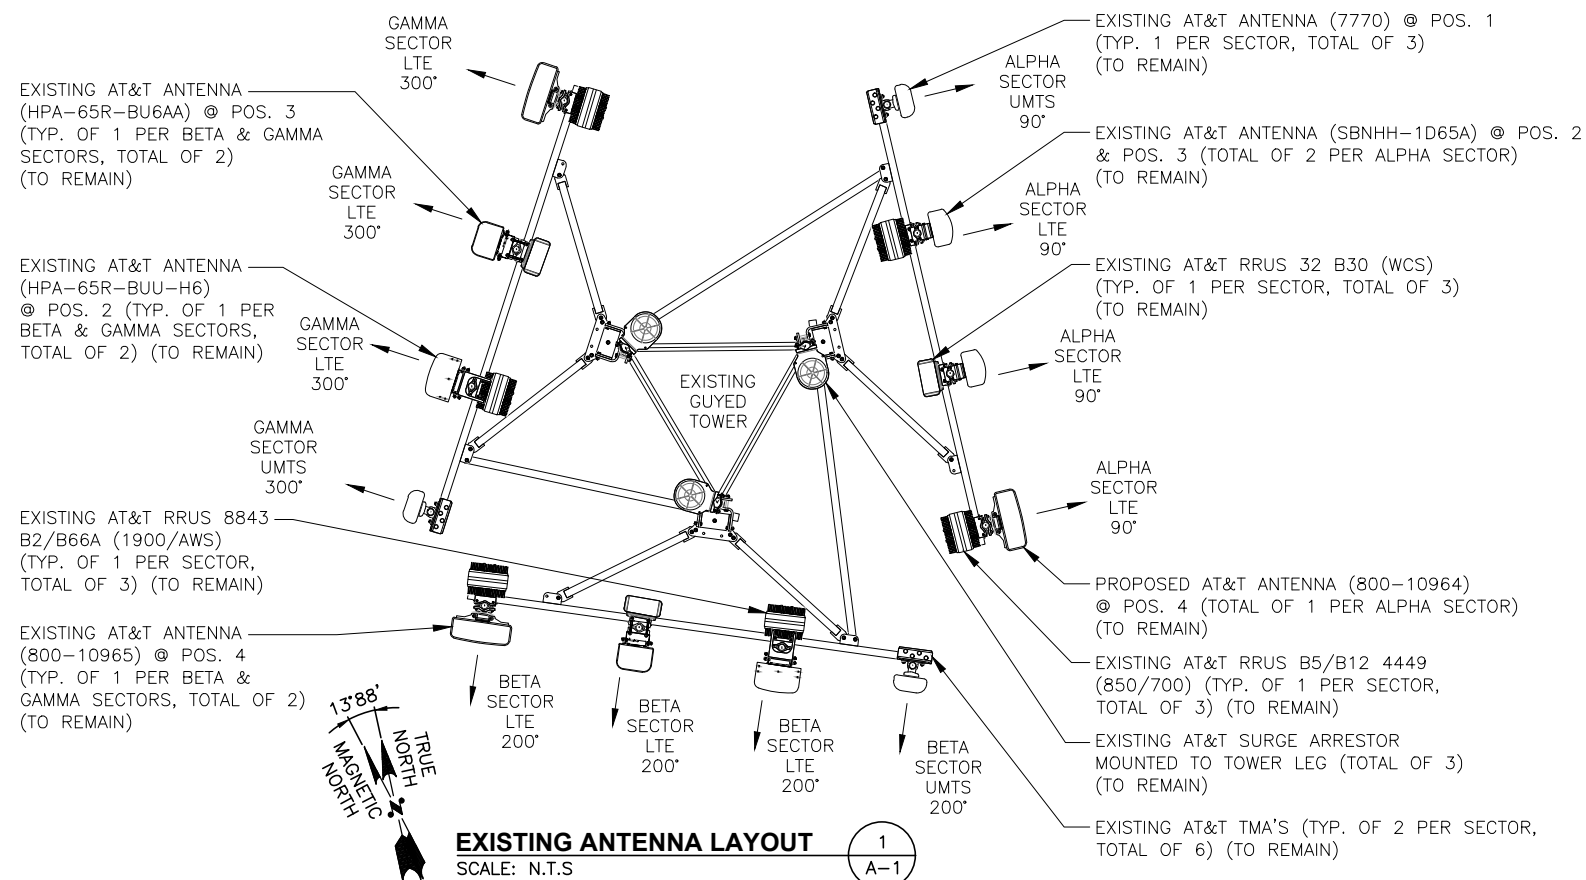 GAMMA
SECTOR
LTE
300°
EXISTING AT&T ANTENNA
(HPA-65R-BU6AA) @ POS. 3
(TYP. OF 1 PER BETA & GAMMA
SECTORS, TOTAL OF 2)
(TO REMAIN)
GAMMA
SECTOR
LTE
300°
EXISTING AT&T ANTENNA
(HPA-65R-BUU-H6)
@ POS. 2 (TYP. OF 1 PER
BETA & GAMMA SECTORS,
TOTAL OF 2) (TO REMAIN)
GAMMA
SECTOR
LTE
300°
GAMMA
SECTOR
UMTS
300°
EXISTING AT&T RRUS 8843
B2/B66A (1900/AWS)
(TYP. OF 1 PER SECTOR,
TOTAL OF 3) (TO REMAIN)
EXISTING AT&T ANTENNA
(800-10965) @ POS. 4
(TYP. OF 1 PER BETA &
GAMMA SECTORS, TOTAL OF 2)
(TO REMAIN)
EXISTING AT&T ANTENNA (7770) @ POS. 1
(TYP. 1 PER SECTOR, TOTAL OF 3)
(TO REMAIN)
ALPHA
SECTOR
UMTS
90°
EXISTING AT&T ANTENNA (SBNHH-1D65A) @ POS. 2
& POS. 3 (TOTAL OF 2 PER ALPHA SECTOR)
(TO REMAIN)
ALPHA
SECTOR
LTE
90°
EXISTING AT&T RRUS 32 B30 (WCS)
(TYP. OF 1 PER SECTOR, TOTAL OF 3)
(TO REMAIN)
ALPHA
SECTOR
LTE
90°
EXISTING
GUYED
TOWER
ALPHA
SECTOR
LTE
90°
PROPOSED AT&T ANTENNA (800-10964)
@ POS. 4 (TOTAL OF 1 PER ALPHA SECTOR)
(TO REMAIN)
EXISTING AT&T RRUS B5/B12 4449
(850/700) (TYP. OF 1 PER SECTOR,
TOTAL OF 3) (TO REMAIN)
EXISTING AT&T SURGE ARRESTOR
MOUNTED TO TOWER LEG (TOTAL OF 3)
(TO REMAIN)
EXISTING AT&T TMA'S (TYP. OF 2 PER SECTOR,
TOTAL OF 6) (TO REMAIN)
BETA
SECTOR
LTE
200°
BETA
SECTOR
LTE
200°
BETA
SECTOR
LTE
200°
BETA
SECTOR
UMTS
200°
13°88'
TRUE
NORTH
MAGNETIC
NORTH
N
EXISTING ANTENNA LAYOUT
SCALE: N.T.S
1
A-1